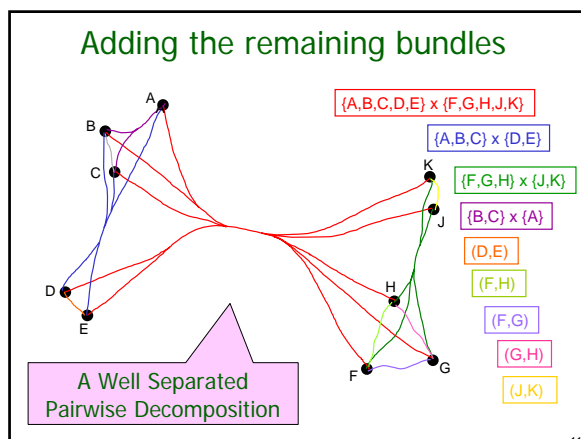 Adding the remaining bundles
A
B
C
D
E
K
J
H
F
G
{A,B,C,D,E} x {F,G,H,J,K}
{A,B,C} x {D,E}
{F,G,H} x {J,K}
{B,C} x {A}
(D,E)
(F,H)
(F,G)
(G,H)
(J,K)
A Well Separated
Pairwise Decomposition